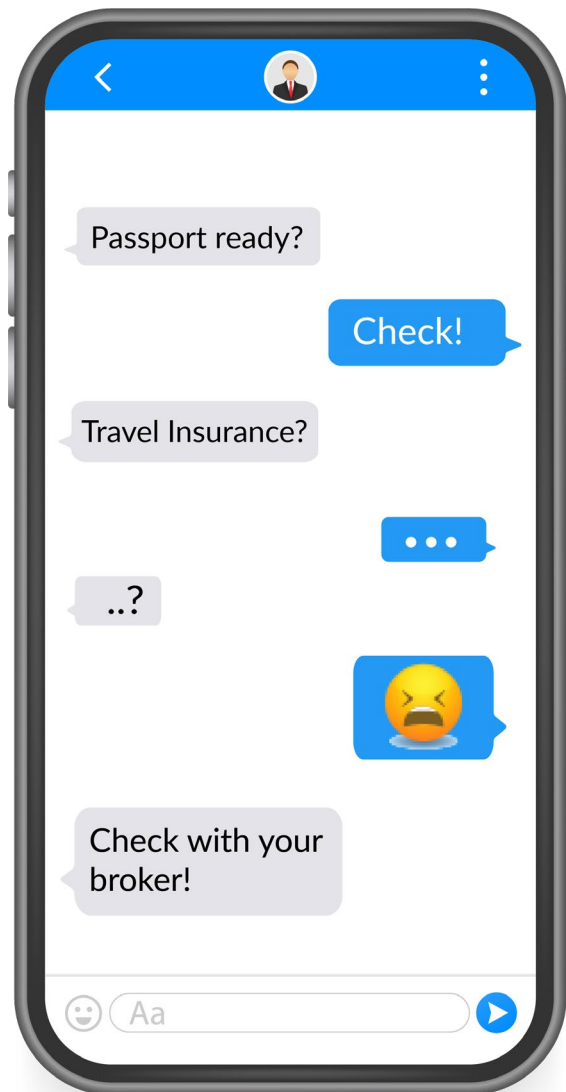 Passport ready?
Check!
Travel Insurance?
...
..?
Check with your
broker!
Aa